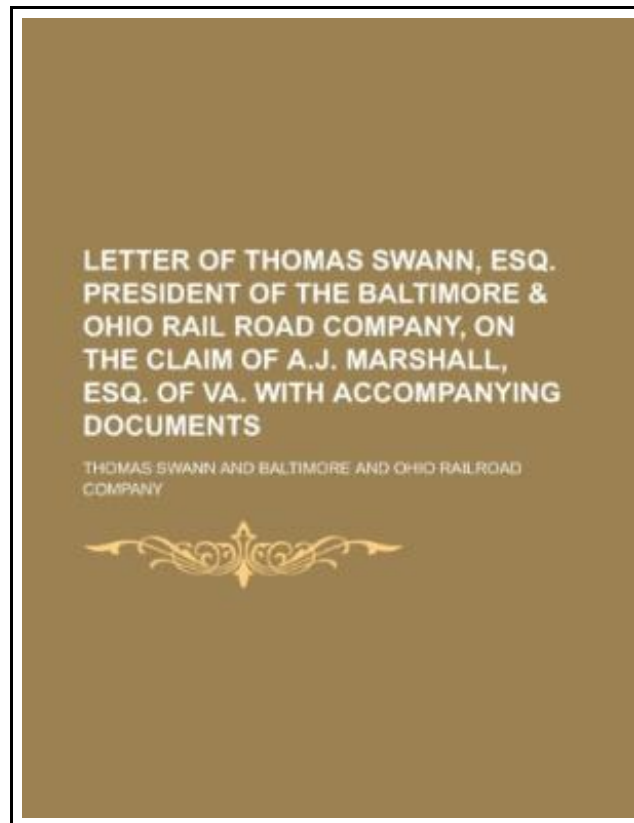 LETTER OF THOMAS SWANN, ESQ.
PRESIDENT OF THE BALTIMORE &
OHIO RAIL ROAD COMPANY, ON
THE CLAIM OF A.J. MARSHALL,
ESQ. OF VA. WITH ACCOMPANYING
DOCUMENTS
THOMAS SWANN AND BALTIMORE AND OHIO RAILROAD
COMPANY